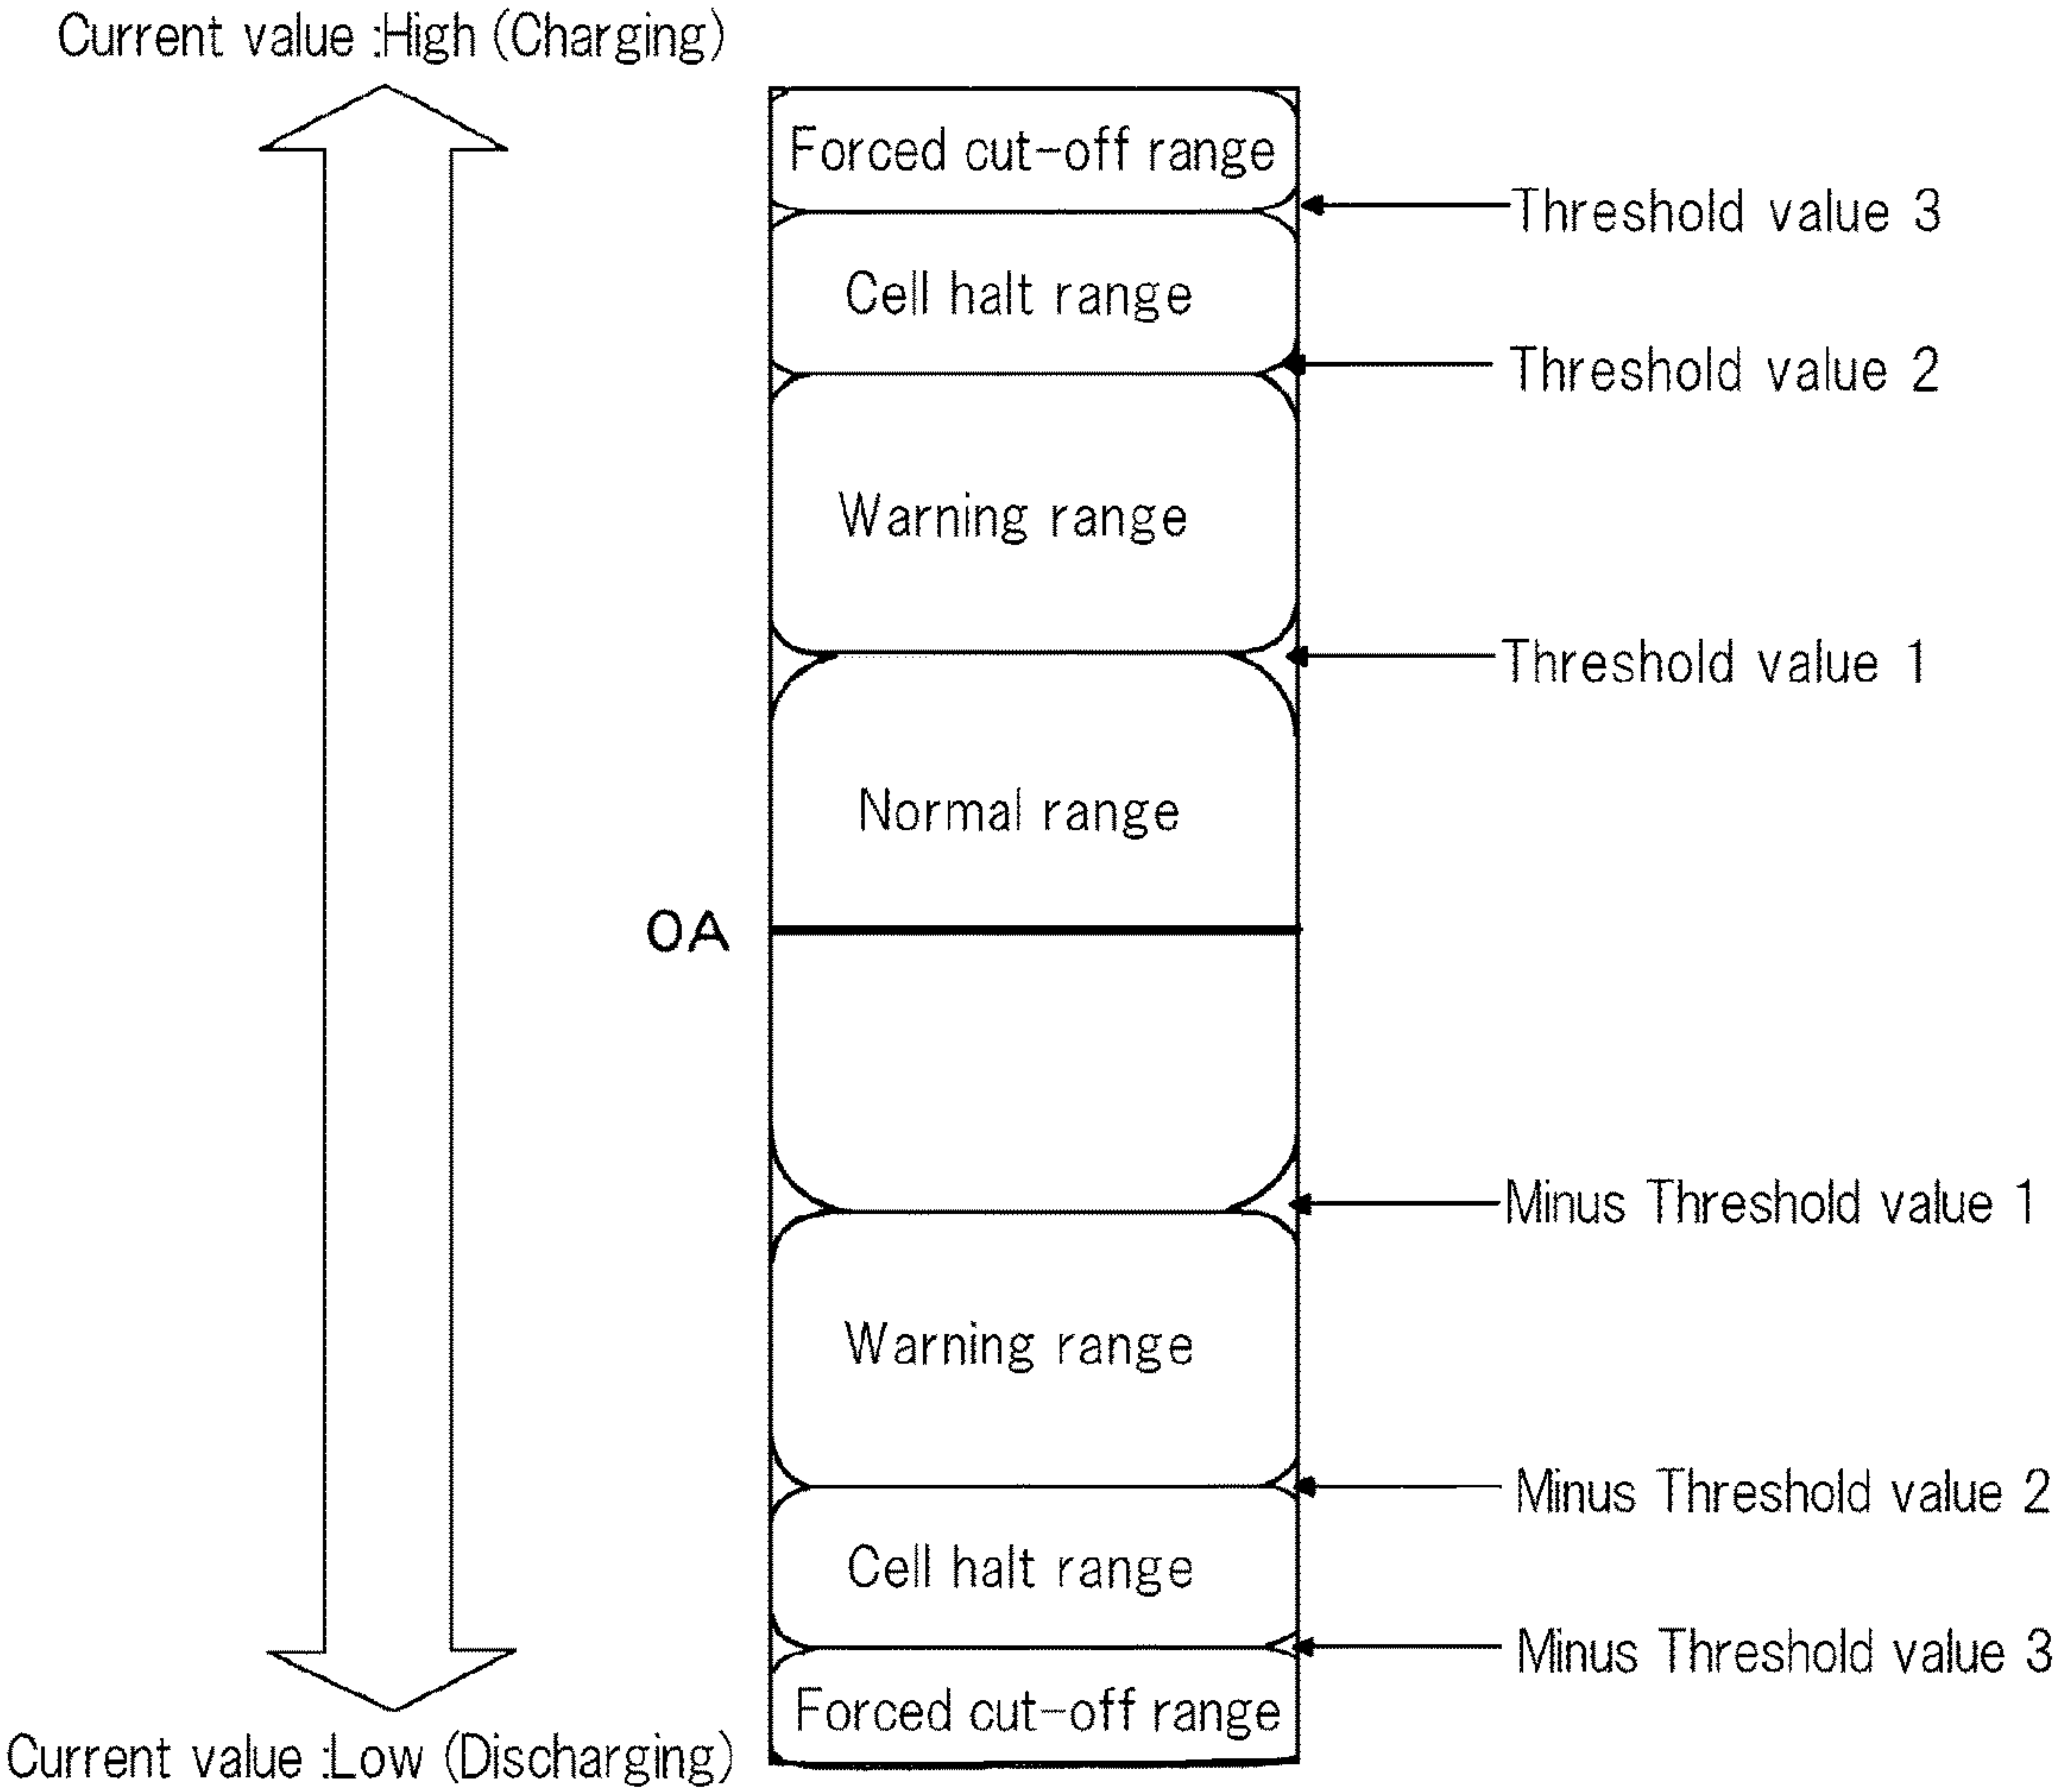 Current value :High (Charging)
Forced cut-off range
Threshold value 3
Cell halt range
Threshold value 2
Warning range
Threshold value 1
Normal range
0A
Minus Threshold value 1
Warning range
Minus Threshold value 2
Cell halt range
Minus Threshold value 3
Forced cut-off range
Current value :Low (Discharging)